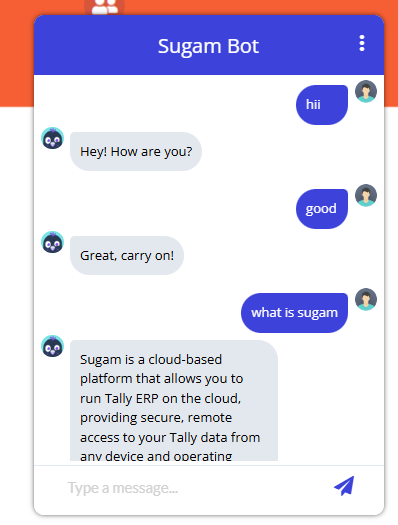 Sugam Bot
hii
Hey! How are you?
good
Great, carry on!
what is sugam
Sugam is a cloud-based
platform that allows you to
run Tally ERP on the cloud,
providing secure, remote
access to your Tally data from
any device and operating
Type a message...